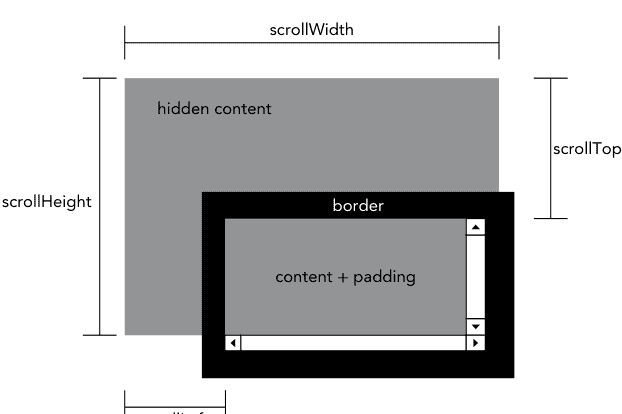 scrollWidth
hidden content
scrollTop
scrollHeight
border
content + padding